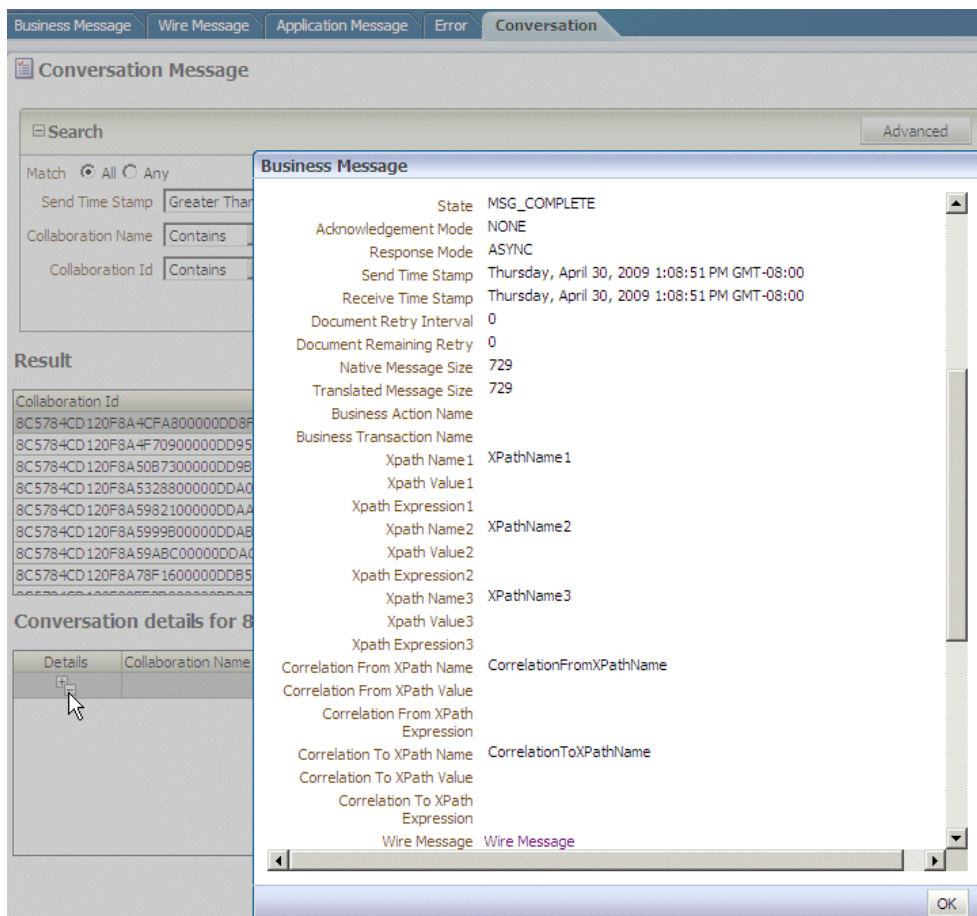 Business Message Wire Message Application Message Error Conversation
Conversation Message
Search
Advanced
Match All Any
Send Time Stamp Greater Than
Collaboration Name Contains
Collaboration Id Contains
Result
Collaboration Id
8C5784CD120F8A4CFA800000DD8F
8C5784CD120F8A4F70900000DD95
8C5784CD120F8A50B7300000DD9B
8C5784CD120F8A5328800000DDA0
8C5784CD120F8A5982100000DDAA
8C5784CD120F8A5999B00000DDAB
8C5784CD120F8A59ABC00000DDAC
8C5784CD120F8A78F1600000DDB5
Conversation details for 8
Details Collaboration Name
Business Message
State MSG_COMPLETE
Acknowledgement Mode NONE
Response Mode ASYNC
Send Time Stamp Thursday, April 30, 2009 1:08:51 PM GMT-08:00
Receive Time Stamp Thursday, April 30, 2009 1:08:51 PM GMT-08:00
Document Retry Interval 0
Document Remaining Retry 0
Native Message Size 729
Translated Message Size 729
Business Action Name
Business Transaction Name
Xpath Name1 XPathName1
Xpath Value1
Xpath Expression1
Xpath Name2 XPathName2
Xpath Value2
Xpath Expression2
Xpath Name3 XPathName3
Xpath Value3
Xpath Expression3
Correlation From XPath Name CorrelationFromXPathName
Correlation From XPath Value
Correlation From XPath
Expression
Correlation To XPath Name CorrelationToXPathName
Correlation To XPath Value
Correlation To XPath
Expression
Wire Message Wire Message
OK